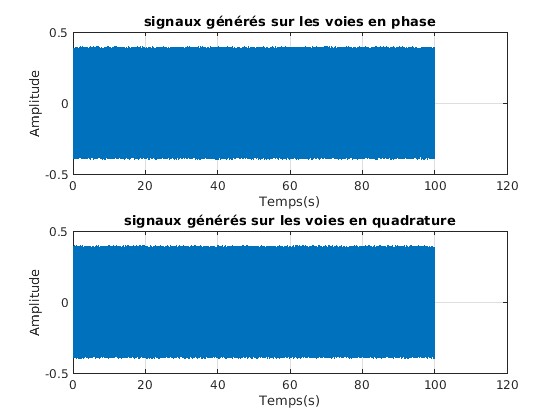 signaux générés sur les voies en phase
0.5
0
-0.5
Amplitude
0 20 40 60 80 100 120
Temps(s)
signaux générés sur les voies en quadrature
0.5
0
-0.5
Amplitude
0 20 40 60 80 100 120
Temps(s)